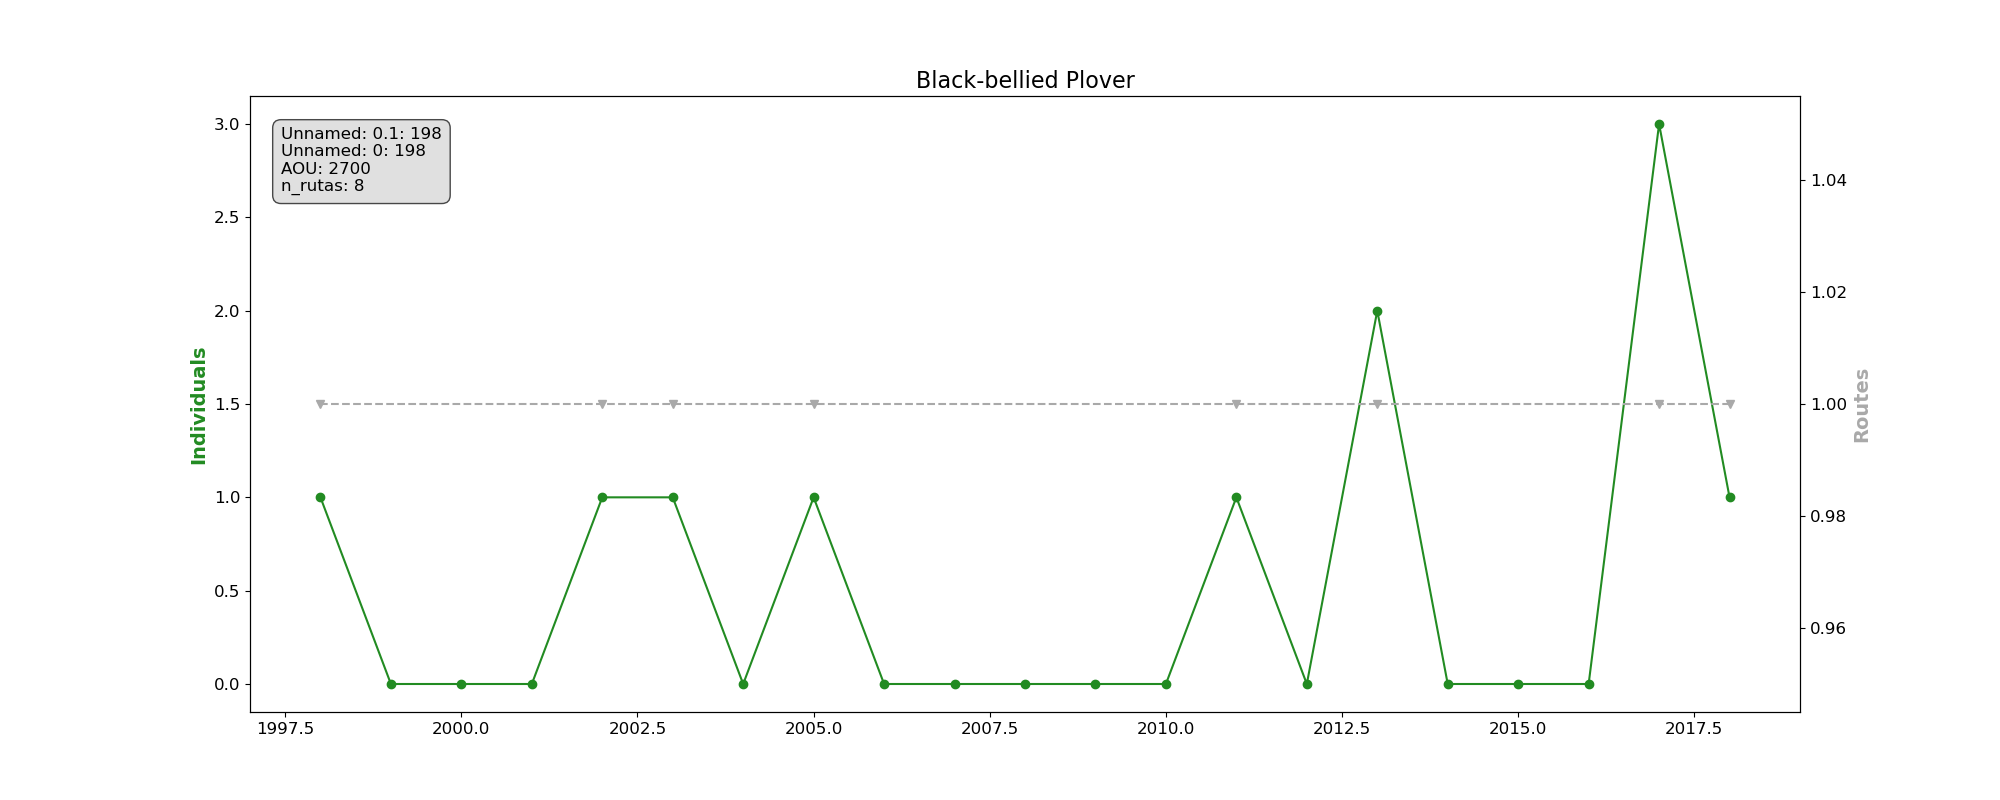 Black-bellied Plover
Unnamed: 0.1: 198
Unnamed: 0: 198
AOU: 2700
n_rutas: 8
Individuals
3.0
2.5
2.0
1.5
1.0
0.5
0.0
1997.5 2000.0 2002.5 2005.0 2007.5 2010.0 2012.5 2015.0 2017.5
1.04
1.02
1.00
0.98
0.96
Routes